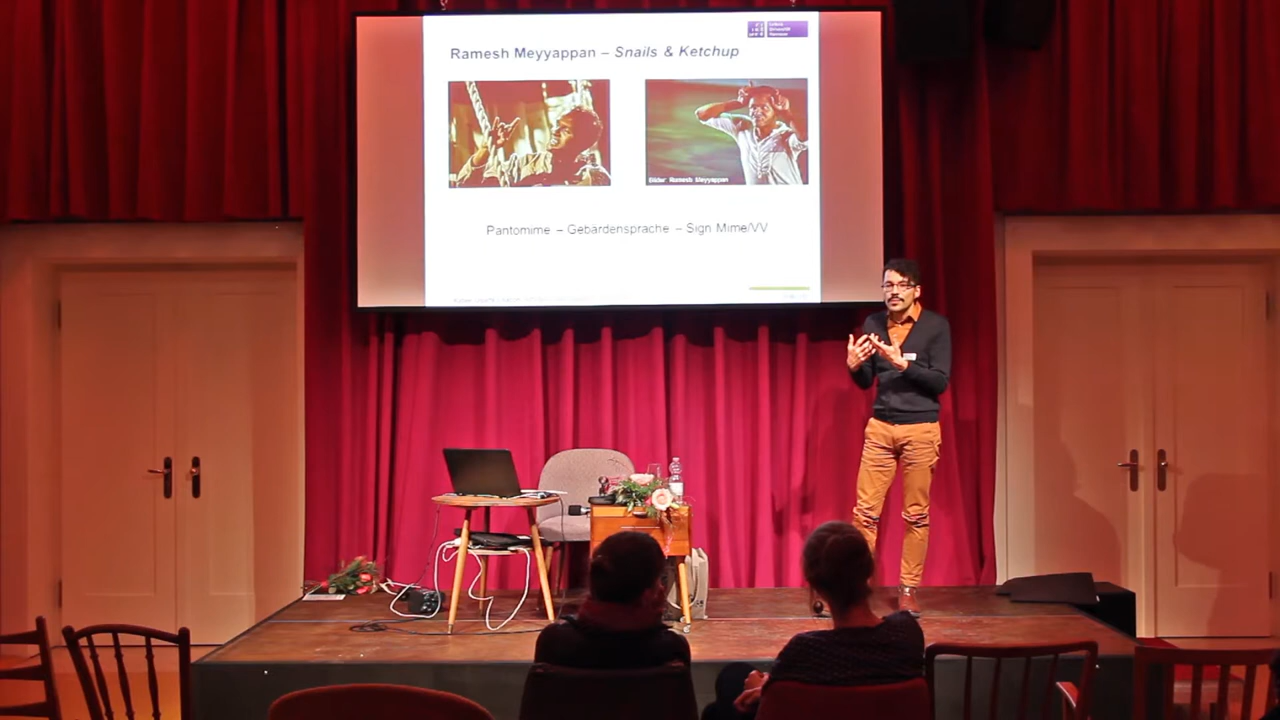 Ramesh Meyyappan – Snails & Ketchup
Bilder: Ramesh Meyyappan
Pantomime – Gebärdensprache – Sign Mime/VV